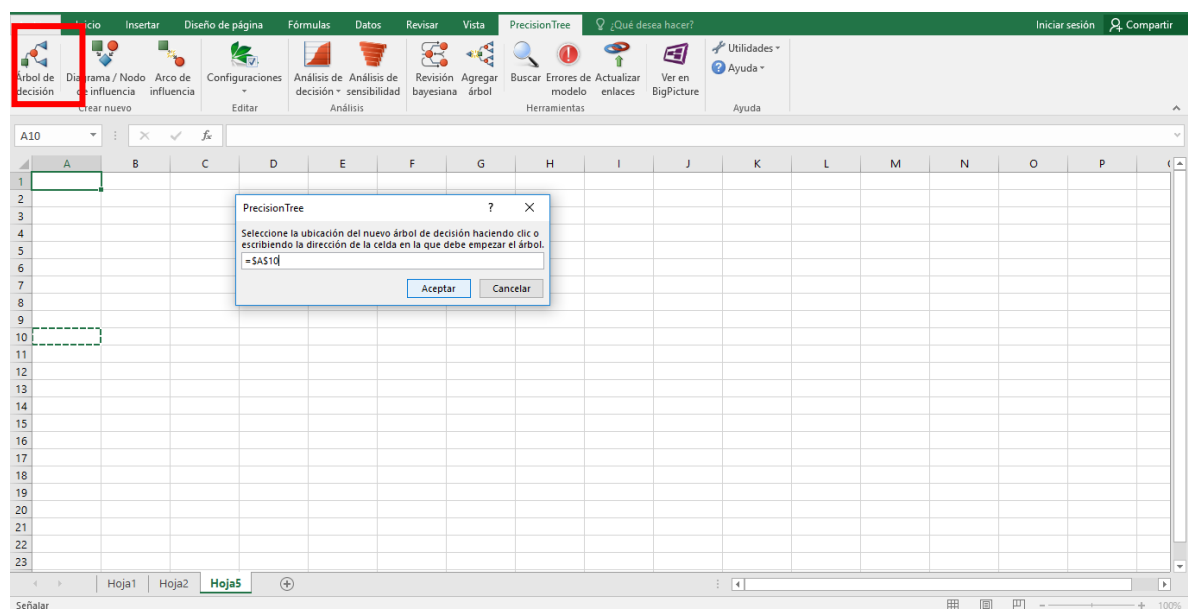 Inicio Insertar Diseño de página Fórmulas Datos Revisar Vista PrecisionTree ¿Qué desea hacer? Iniciar sesión Compartir
Árbol de Diagrama / Nodo Arco de Configuraciones Análisis de Análisis de Revisión Agregar Buscar Errores de Actualizar Ver en Utilidades
decisión de influencia influencia decisión sensibilidad bayesiana árbol modelo enlaces BigPicture Ayuda
Crear nuevo Editar Análisis Herramientas Ayuda
A10 fx
A B C D E F G H I J K L M N O P
1
2
PrecisionTree ? ×
3
4
Seleccione la ubicación del nuevo árbol de decisión haciendo clic o
5
escribiendo la dirección de la celda en la que debe empezar el árbol.
6
=$A$10
7
Aceptar Cancelar
8
9
10
11
12
13
14
15
16
17
18
19
20
21
22
23
Hoja1 Hoja2 Hoja5
Señalar 100%